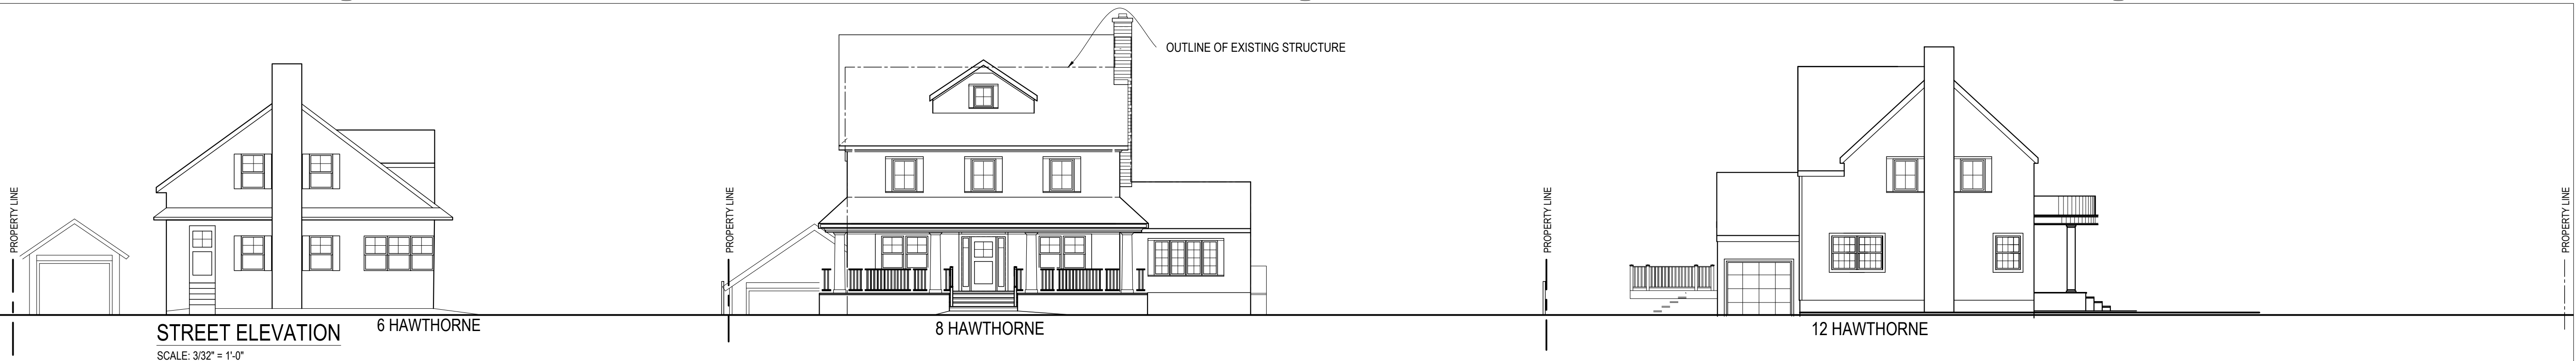 OUTLINE OF EXISTING STRUCTURE
PROPERTY LINE
PROPERTY LINE
PROPERTY LINE
PROPERTY LINE
6 HAWTHORNE
8 HAWTHORNE
12 HAWTHORNE
STREET ELEVATION
SCALE: 3/32" = 1'-0"